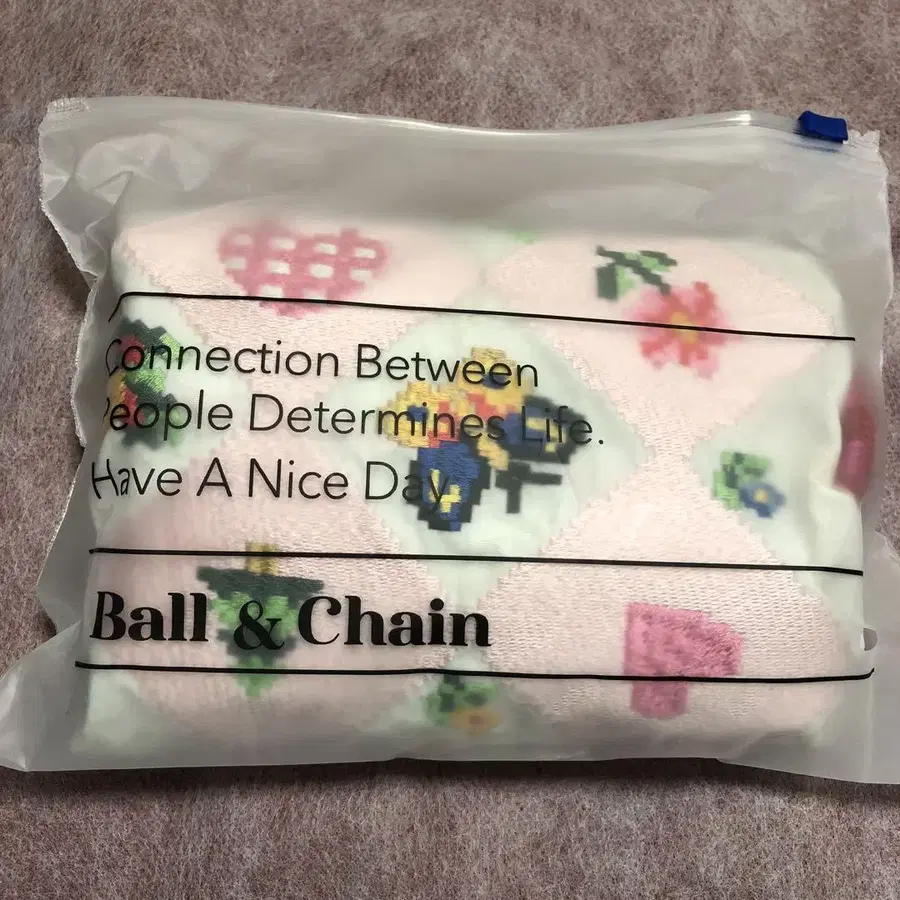 Connection Between
People Determines Life.
Have A Nice Day.
Ball & Chain